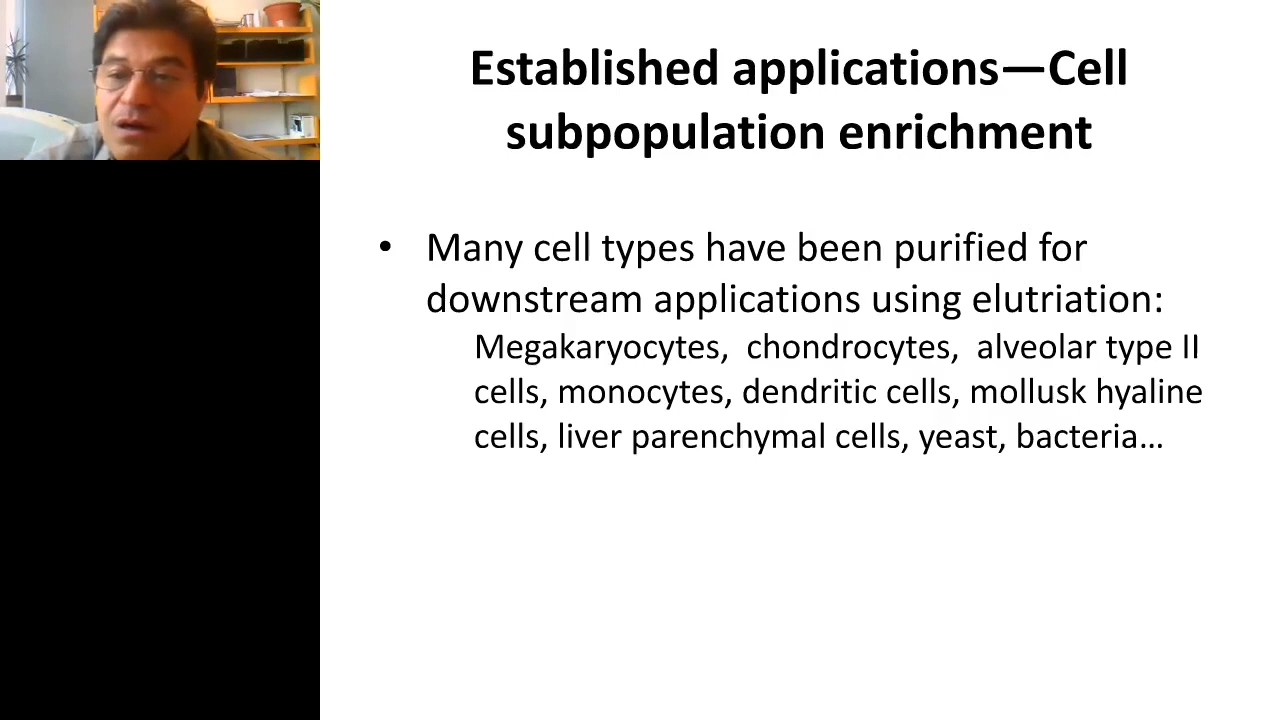 Established applications—Cell
subpopulation enrichment
• Many cell types have been purified for
downstream applications using elutriation:
Megakaryocytes,  chondrocytes,  alveolar type II
cells, monocytes, dendritic cells, mollusk hyaline
cells, liver parenchymal cells, yeast, bacteria…